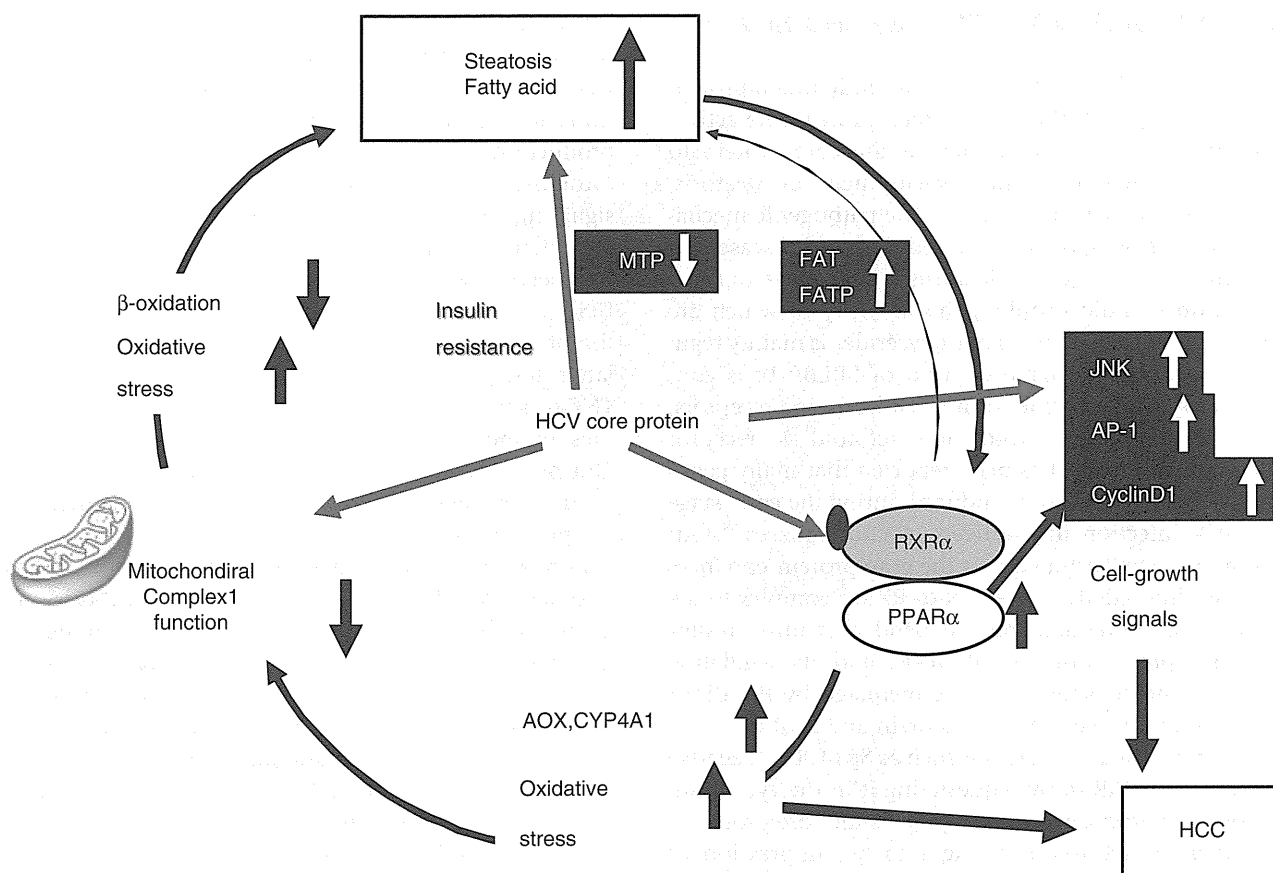 Steatosis
Fatty acid
MTP
FAT
FATP
β-oxidation
Oxidative
stress
Insulin
resistance
HCV core protein
JNK
AP-1
CyclinD1
RXRα
PPARα
Cell-growth
signals
Mitochondiral
Complex1
function
AOX,CYP4A1
Oxidative
stress
HCC